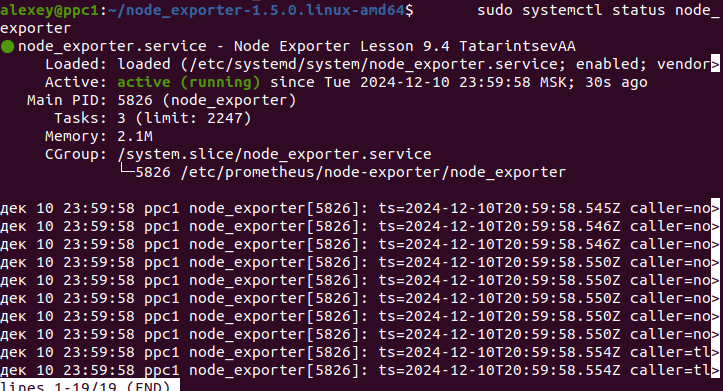 alexey@ppc1:~/node_exporter-1.5.0.linux-amd64$       sudo systemctl status node_
exporter
● node_exporter.service - Node Exporter Lesson 9.4 TatarintsevAA
     Loaded: loaded (/etc/systemd/system/node_exporter.service; enabled; vendor>
     Active: active (running) since Tue 2024-12-10 23:59:58 MSK; 30s ago
   Main PID: 5826 (node_exporter)
      Tasks: 3 (limit: 2247)
     Memory: 2.1M
     CGroup: /system.slice/node_exporter.service
             └─5826 /etc/prometheus/node-exporter/node_exporter

дек 10 23:59:58 ppc1 node_exporter[5826]: ts=2024-12-10T20:59:58.545Z caller=no>
дек 10 23:59:58 ppc1 node_exporter[5826]: ts=2024-12-10T20:59:58.546Z caller=no>
дек 10 23:59:58 ppc1 node_exporter[5826]: ts=2024-12-10T20:59:58.546Z caller=no>
дек 10 23:59:58 ppc1 node_exporter[5826]: ts=2024-12-10T20:59:58.550Z caller=no>
дек 10 23:59:58 ppc1 node_exporter[5826]: ts=2024-12-10T20:59:58.550Z caller=no>
дек 10 23:59:58 ppc1 node_exporter[5826]: ts=2024-12-10T20:59:58.550Z caller=no>
дек 10 23:59:58 ppc1 node_exporter[5826]: ts=2024-12-10T20:59:58.550Z caller=no>
дек 10 23:59:58 ppc1 node_exporter[5826]: ts=2024-12-10T20:59:58.550Z caller=no>
дек 10 23:59:58 ppc1 node_exporter[5826]: ts=2024-12-10T20:59:58.554Z caller=tl>
дек 10 23:59:58 ppc1 node_exporter[5826]: ts=2024-12-10T20:59:58.554Z caller=tl>
lines 1-19/19 (END)